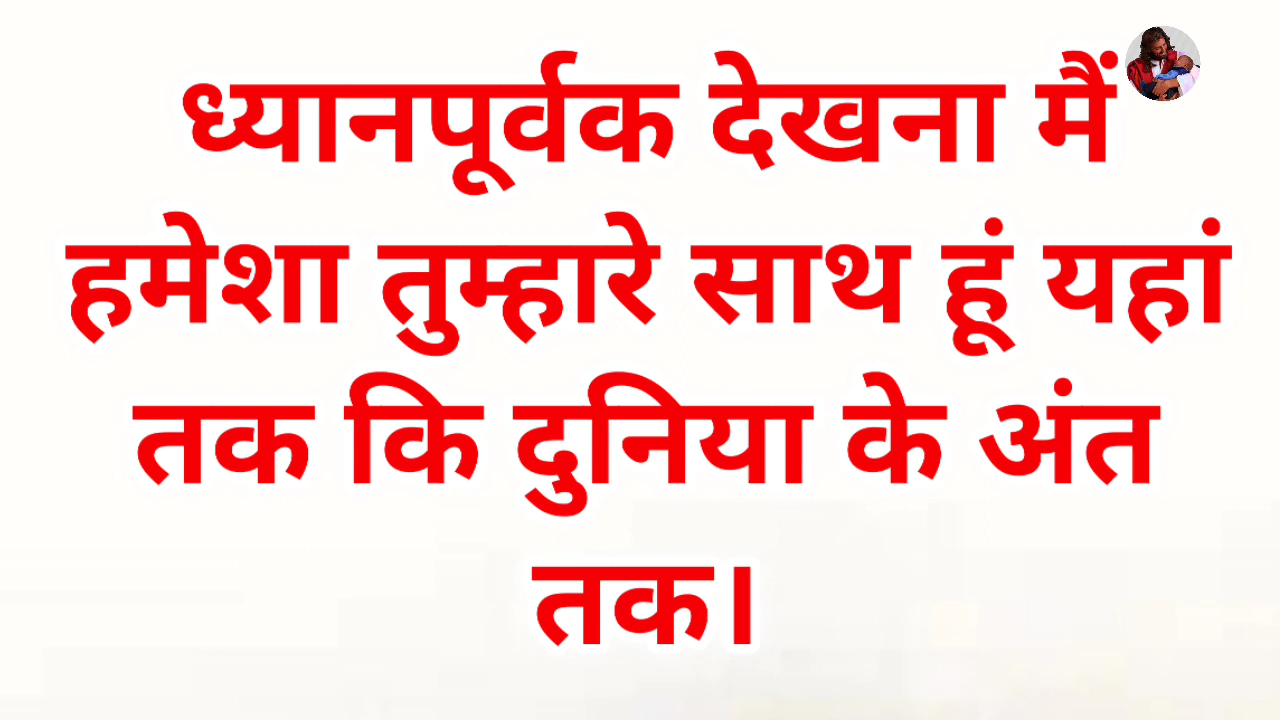 ध्यानपूर्वक देखना मैं
हमेशा तुम्हारे साथ हूं यहां
तक कि दुनिया के अंत
तक।